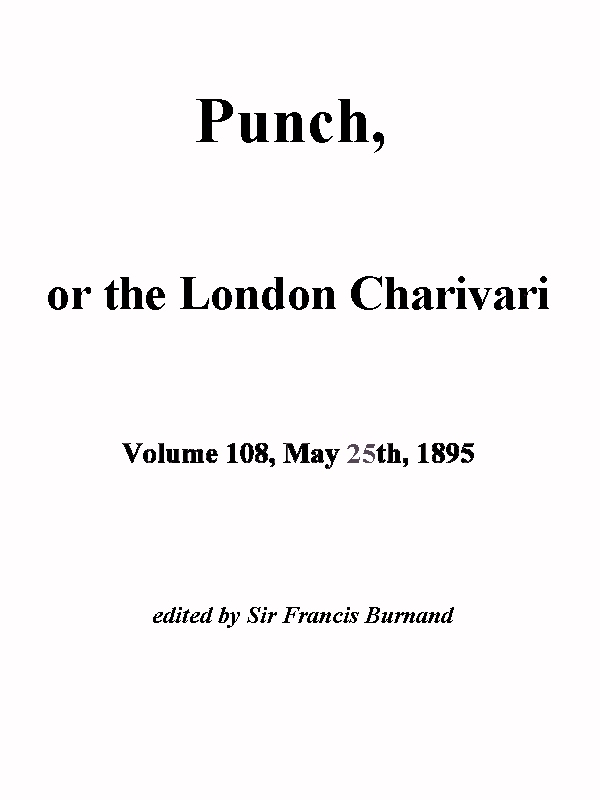 Punch,
or the London Charivari
Volume 108, May 25th, 1895
edited by Sir Francis Burnand